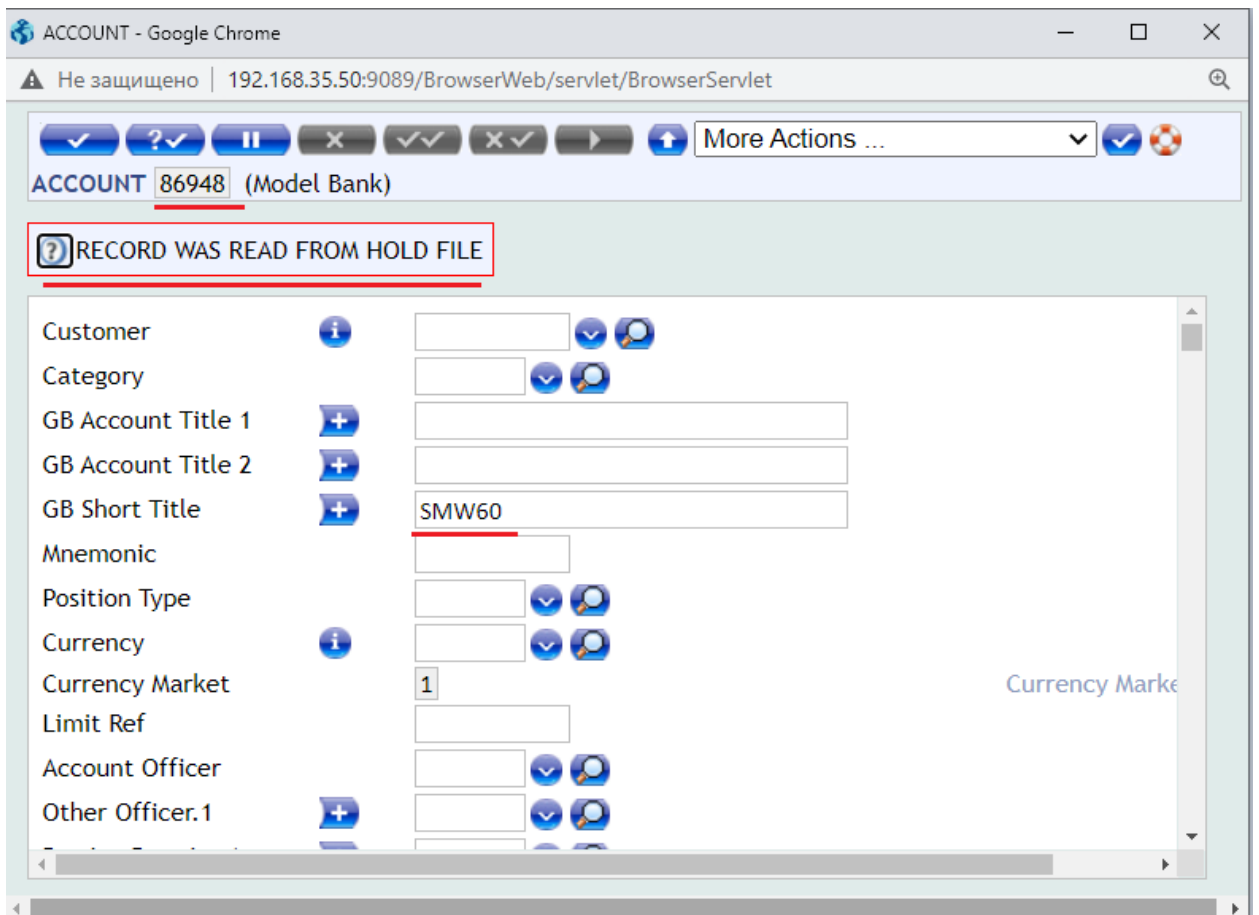 ACCOUNT - Google Chrome
Не защищено | 192.168.35.50:9089/BrowserWeb/servlet/BrowserServlet
More Actions ...
ACCOUNT 86948 (Model Bank)
RECORD WAS READ FROM HOLD FILE
Customer
Category
GB Account Title 1
GB Account Title 2
GB Short Title SMW60
Mnemonic
Position Type
Currency
Currency Market 1 Currency Marke
Limit Ref
Account Officer
Other Officer.1